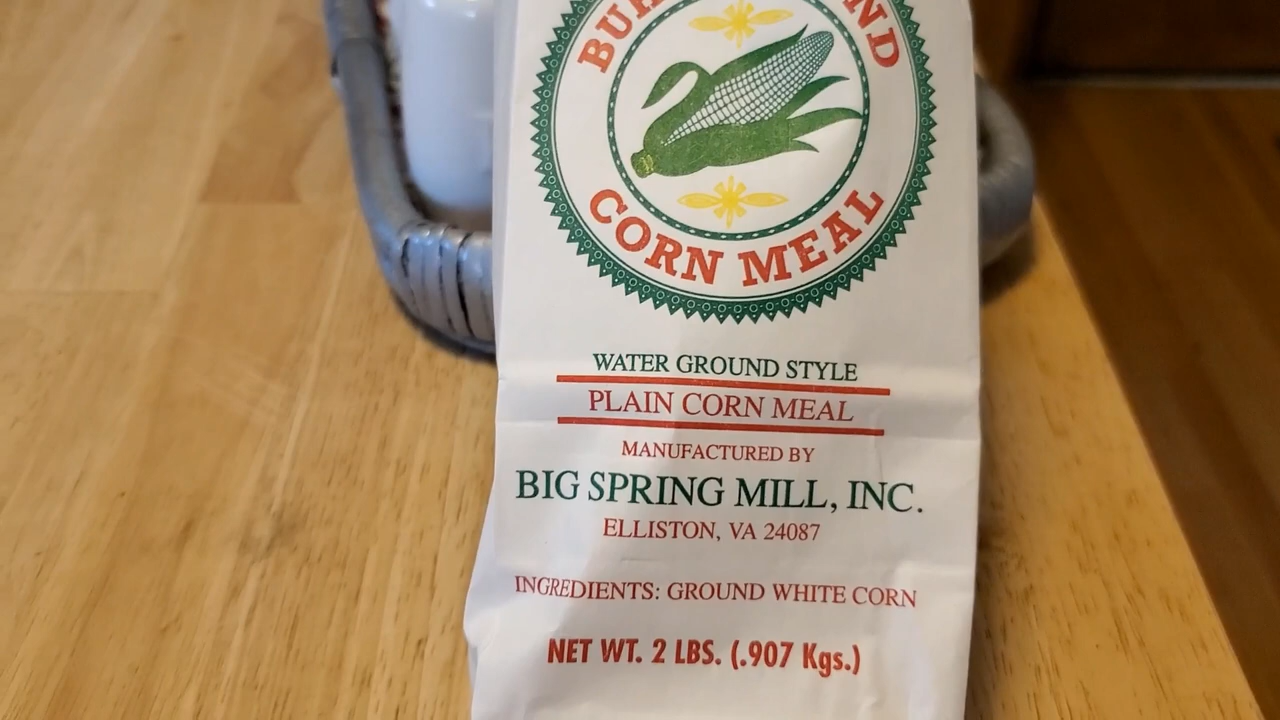 CORN MEAL
WATER GROUND STYLE
PLAIN CORN MEAL
MANUFACTURED BY
BIG SPRING MILL, INC.
ELLISTON, VA 24087
INGREDIENTS: GROUND WHITE CORN
NET WT. 2 LBS. (.907 Kgs.)